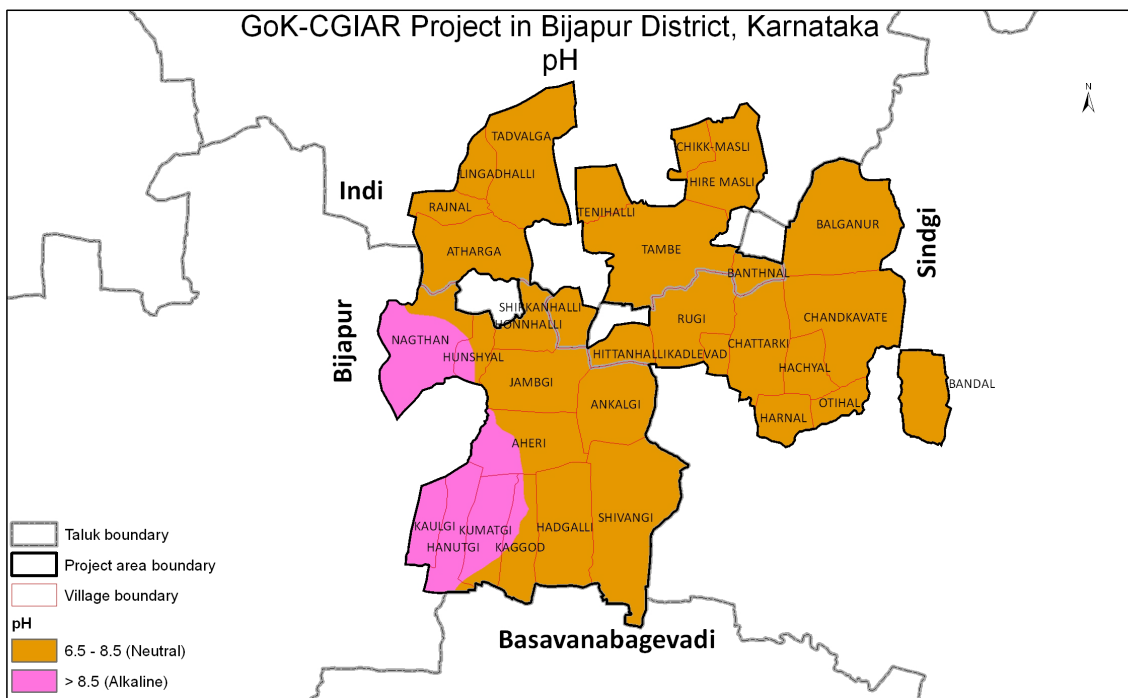 GoK-CGIAR Project in Bijapur District, Karnataka
pH
N
TADVALGA
CHIKK-MASLI
LINGADHALLI
HIRE MASLI
Indi
RAJNAL
TENIHALLI
BALGANUR
ATHARGA
TAMBE
Sindgi
BANTHNAL
SHIRKANHALLI
HONNHALLI
RUGI
CHANDKAVATE
Bijapur
NAGTHAN
HUNSHYAL
HITTANHALLI
KADLEVAD
CHATTARKI
HACHYAL
JAMBGI
BANDAL
ANKALGI
OTIHAL
HARNAL
AHERI
KAULGI
KUMATGI
HADGALLI
SHIVANGI
HANUTGI
KAGGOD
Basavanabagevadi
Taluk boundary
Project area boundary
Village boundary
pH
6.5 - 8.5 (Neutral)
> 8.5 (Alkaline)